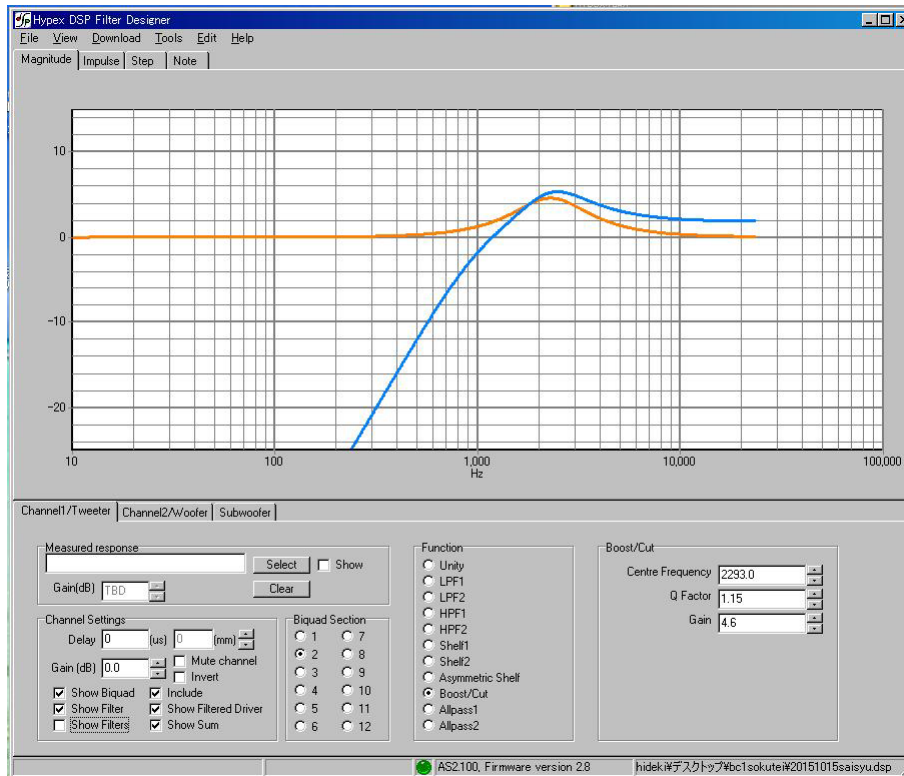 Hypex DSP Filter Designer
File View Download Tools Edit Help
Magnitude Impulse Step Note
10
0
-10
-20
10 100 1,000 10,000 100,000
Hz
Channel1/Tweeter Channel2/Woofer Subwoofer
Measured response
Select Show
Gain(dB) TBD Clear
Channel Settings
Delay 0 (us) 0 (mm)
Gain (dB) 0.0 Mute channel
Invert
Show Biquad Include
Show Filter Show Filtered Driver
Show Filters Show Sum
Biquad Section
1 7
2 8
3 9
4 10
5 11
6 12
Function
Unity
LPF1
LPF2
HPF1
HPF2
Shelf1
Shelf2
Asymmetric Shelf
Boost/Cut
Allpass1
Allpass2
Boost/Cut
Centre Frequency 2293.0
Q Factor 1.15
Gain 4.6
AS2.100, Firmware version 2.8 hideki¥デスクトップ¥bc1sokutei¥20151015saisyu.dsp